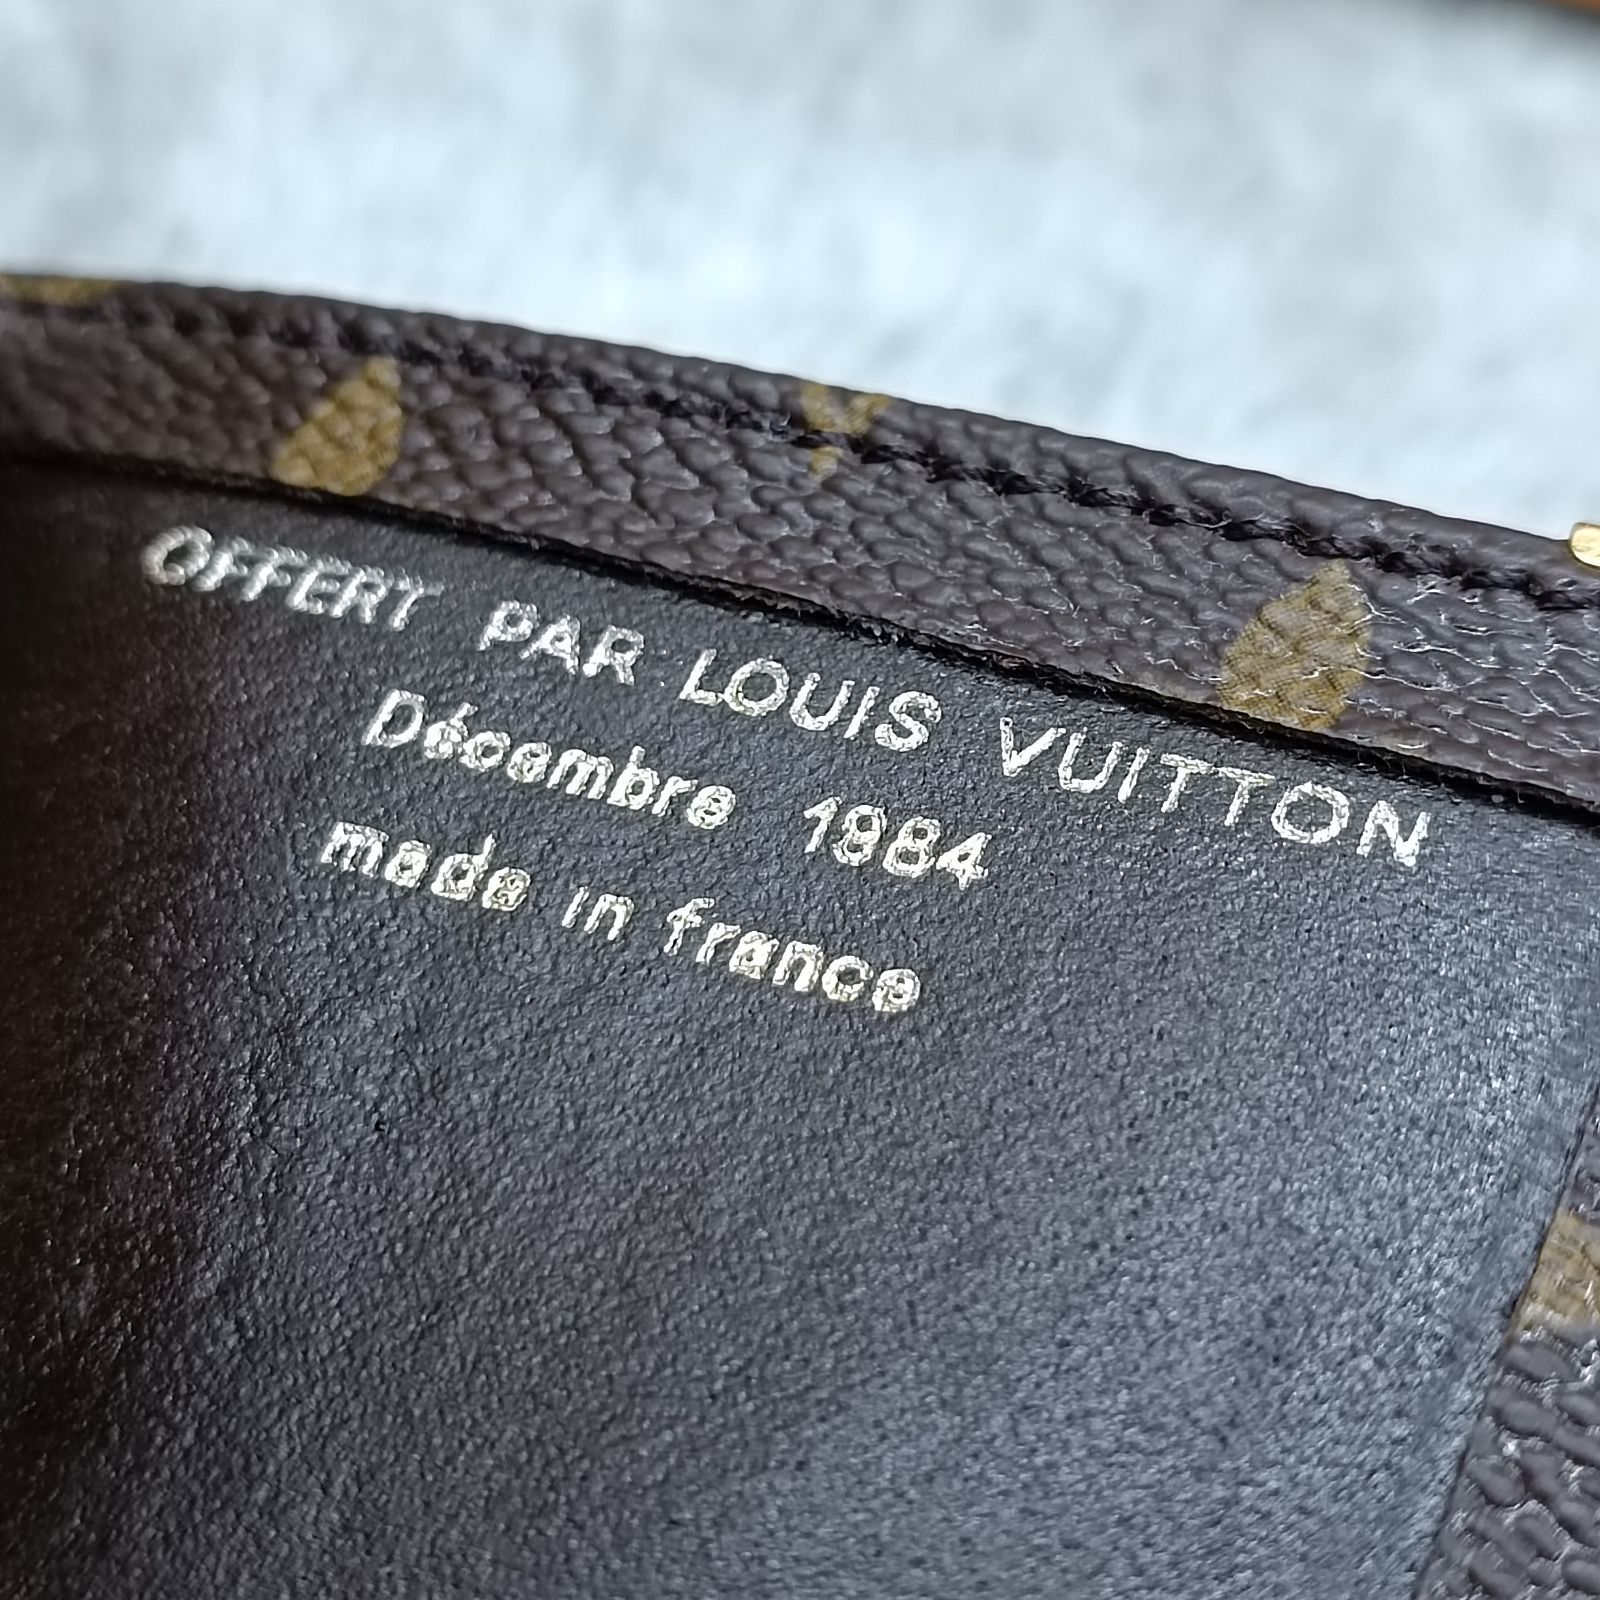 OFFERT PAR LOUIS VUITTON
Décembre 1984
made in france